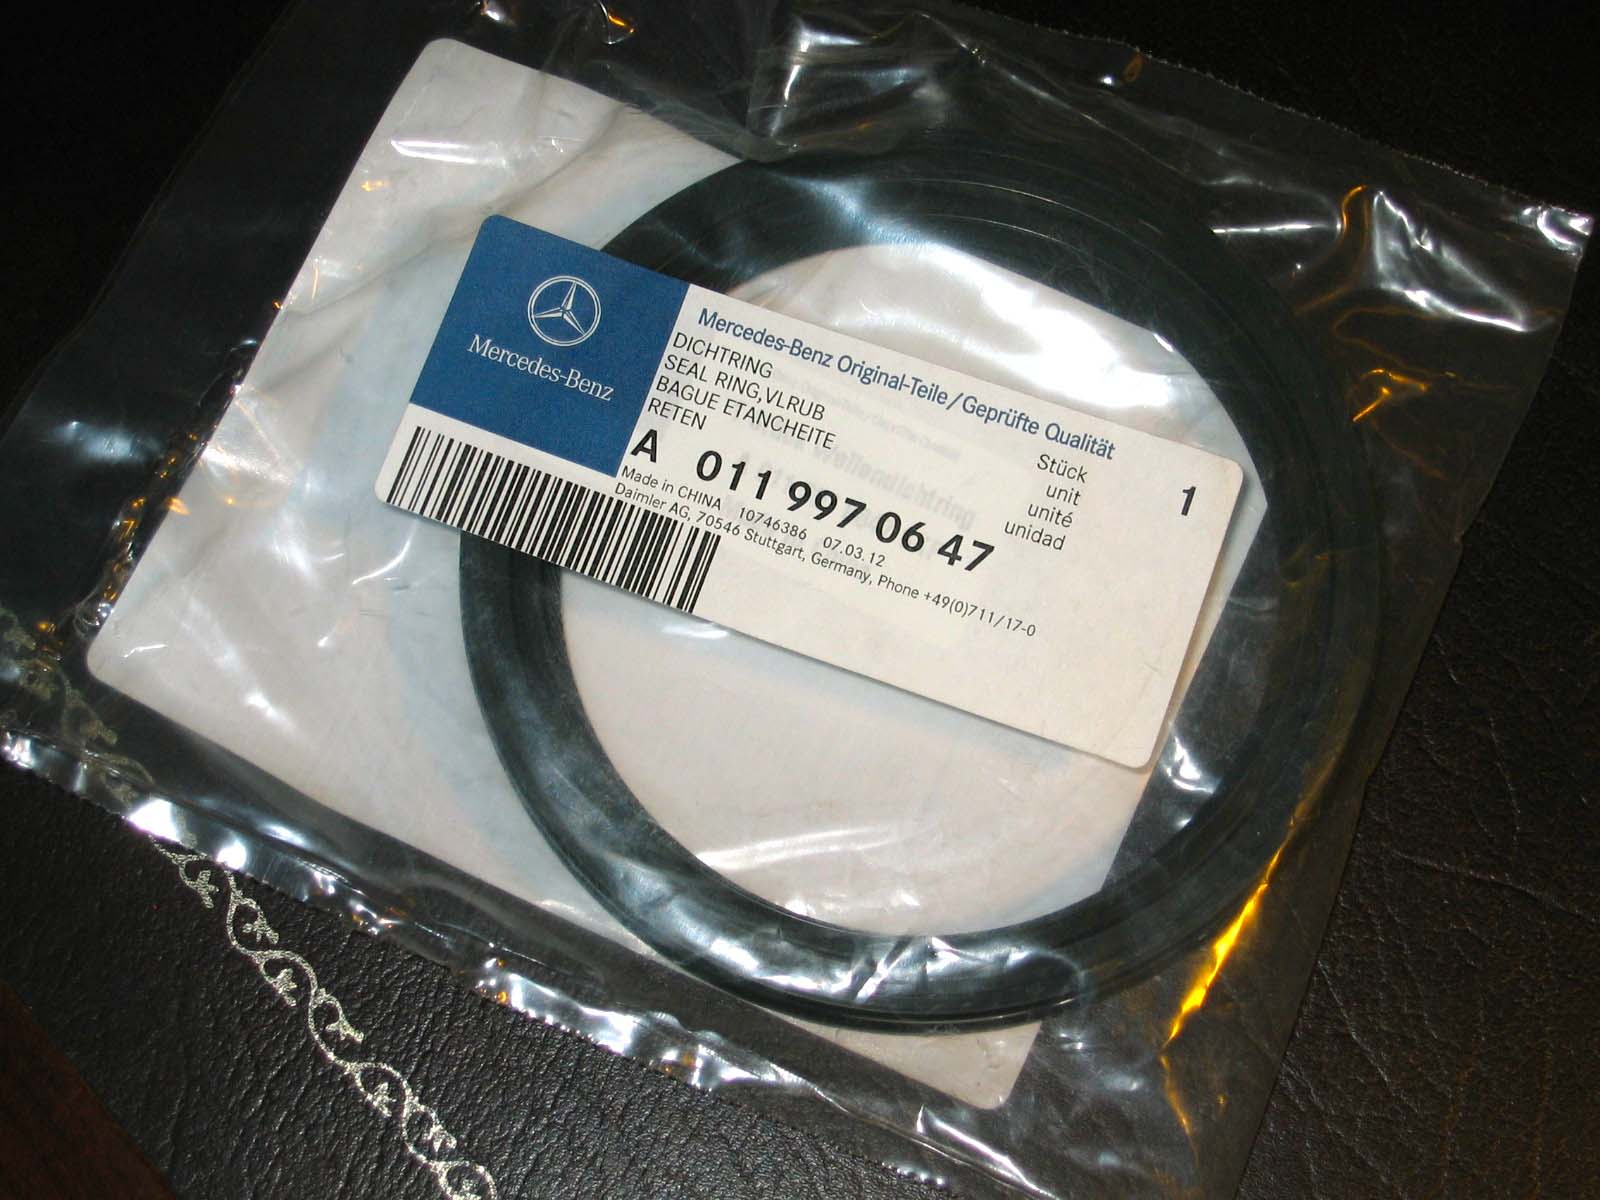 Mercedes-Benz
Mercedes-Benz Original-Teile/Geprüfte Qualität
DICHTRING
SEAL RING,VLRUB
BAGUE ETANCHEITE
RETEN
Stück
unit
unité
unidad
1
A 011 997 06 47
Made in CHINA 10746386 07.03.12
Daimler AG, 70546 Stuttgart, Germany, Phone +49(0)711/17-0